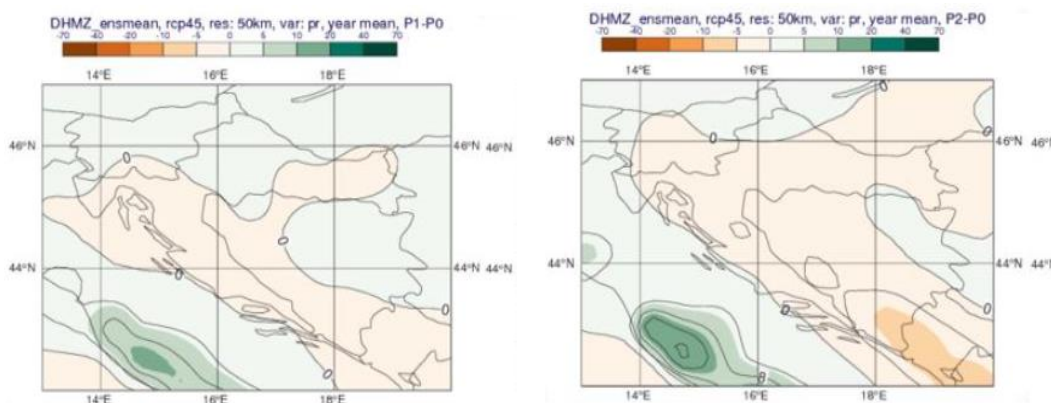 DHMZ_ensmean, rcp45, res: 50km, var: pr, year mean, P1-P0
-70 -40 -20 -10 -5 0 5 10 20 40 70
14°E 16°E 18°E
0
46°N 46°N
0
44°N 44°N
0
0
0
14°E 16°E 18°E
DHMZ_ensmean, rcp45, res: 50km, var: pr, year mean, P2-P0
-70 -40 -20 -10 -5 0 5 10 20 40 70
14°E 16°E 18°E
0
0 0
46°N 46°N
44°N 44°N
0 0
14°E 16°E 18°E